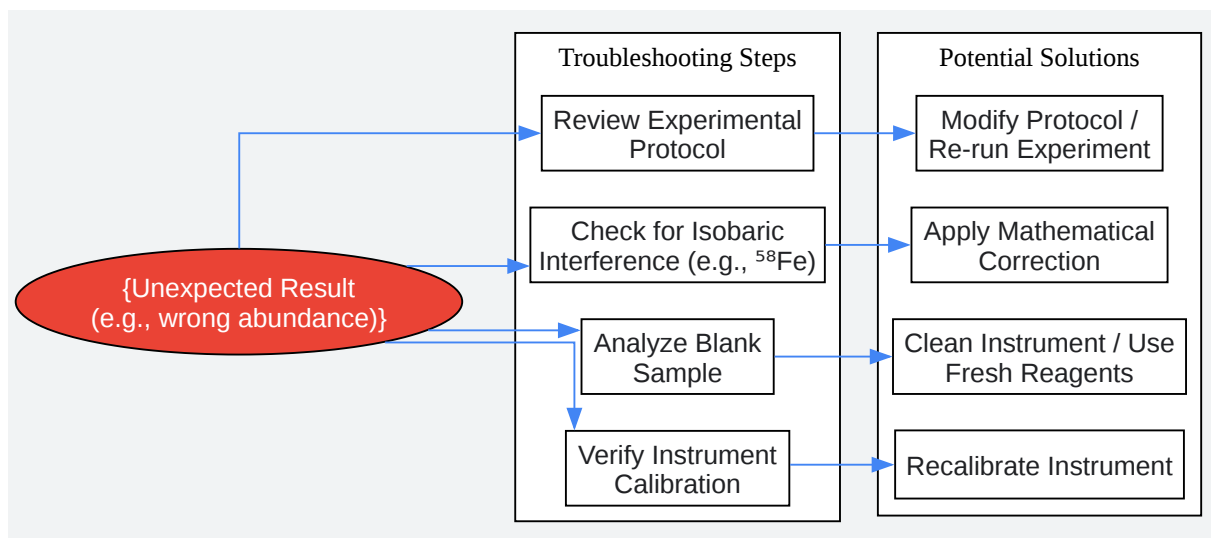 Troubleshooting Steps
Potential Solutions
Review Experimental
Protocol
Modify Protocol /
Re-run Experiment
Check for Isobaric
Interference (e.g., ⁵⁸Fe)
Apply Mathematical
Correction
{Unexpected Result
(e.g., wrong abundance)}
Analyze Blank
Sample
Clean Instrument / Use
Fresh Reagents
Verify Instrument
Calibration
Recalibrate Instrument